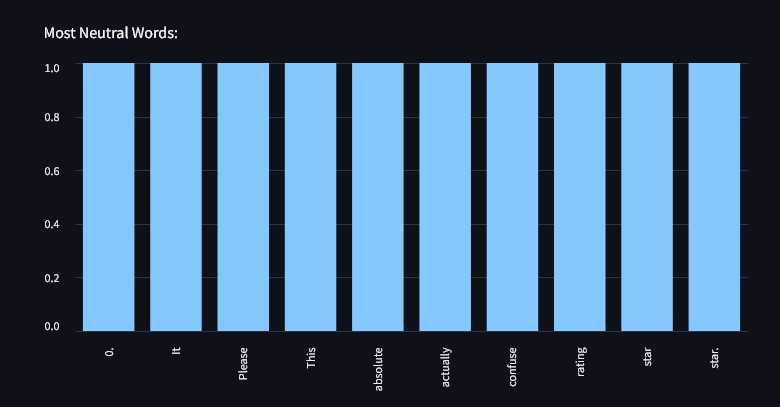 Most Neutral Words:
1.0
0.8
0.6
0.4
0.2
0.0
0.
It
Please
This
absolute
actually
confuse
rating
star
star.